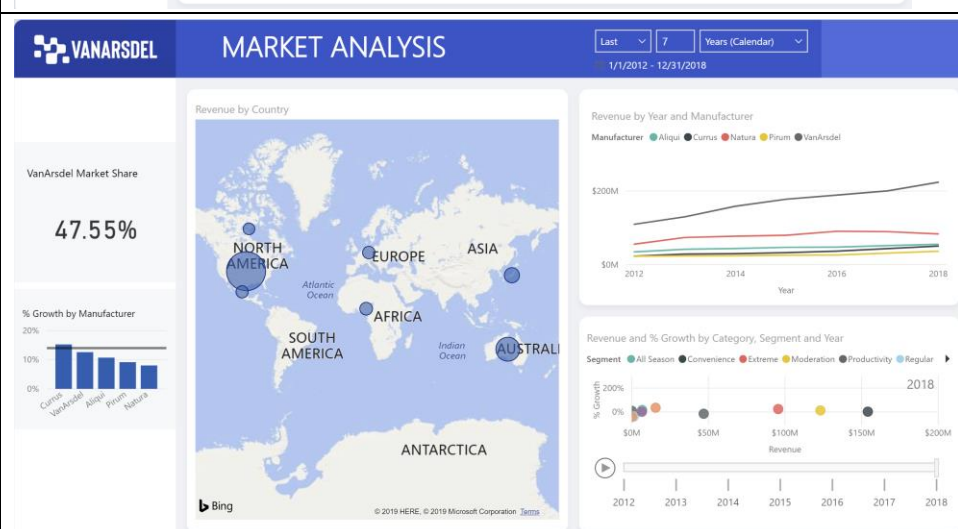 VANARSDEL
MARKET ANALYSIS
Last 7 Years (Calendar)
1/1/2012 - 12/31/2018
VanArsdel Market Share
47.55%
% Growth by Manufacturer
20%
10%
0%
Currus VanArsdel Aliqui Pirum Natura
Revenue by Country
NORTH AMERICA
EUROPE
ASIA
Atlantic Ocean
AFRICA
SOUTH AMERICA
Indian Ocean
AUSTRALI
ANTARCTICA
Bing
© 2019 HERE, © 2019 Microsoft Corporation Terms
Revenue by Year and Manufacturer
Manufacturer Aliqui Currus Natura Pirum VanArsdel
$200M
$0M
2012 2014 2016 2018
Year
Revenue and % Growth by Category, Segment and Year
Segment All Season Convenience Extreme Moderation Productivity Regular
2018
% Growth
200%
0%
$0M $50M $100M $150M $200M
Revenue
2012 2013 2014 2015 2016 2017 2018